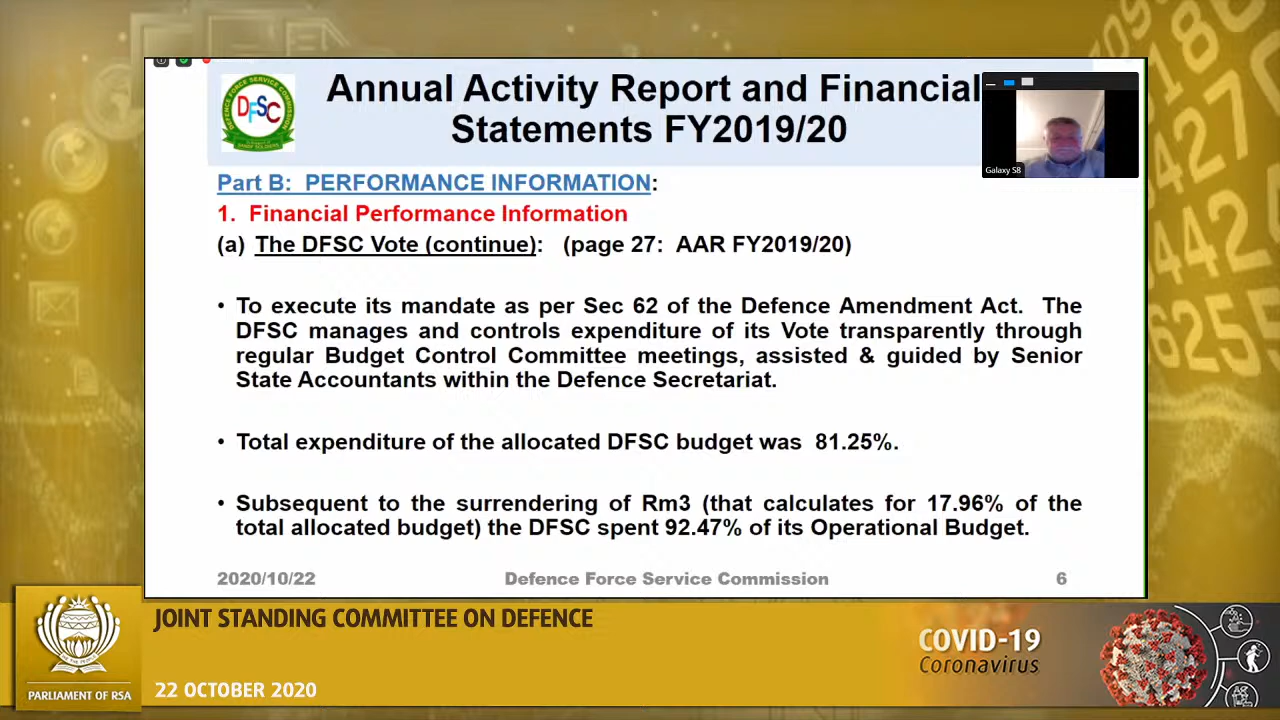 Annual Activity Report and Financial
Statements FY2019/20
DEFENCE FORCE SERVICE COMMISSION
DFSC
Galaxy S8
Part B: PERFORMANCE INFORMATION:
1. Financial Performance Information
(a) The DFSC Vote (continue): (page 27: AAR FY2019/20)
• To execute its mandate as per Sec 62 of the Defence Amendment Act. The
DFSC manages and controls expenditure of its Vote transparently through
regular Budget Control Committee meetings, assisted & guided by Senior
State Accountants within the Defence Secretariat.
• Total expenditure of the allocated DFSC budget was 81.25%.
• Subsequent to the surrendering of Rm3 (that calculates for 17.96% of the
total allocated budget) the DFSC spent 92.47% of its Operational Budget.
2020/10/22
Defence Force Service Commission
6
JOINT STANDING COMMITTEE ON DEFENCE
22 OCTOBER 2020
PARLIAMENT OF RSA
COVID-19
Coronavirus